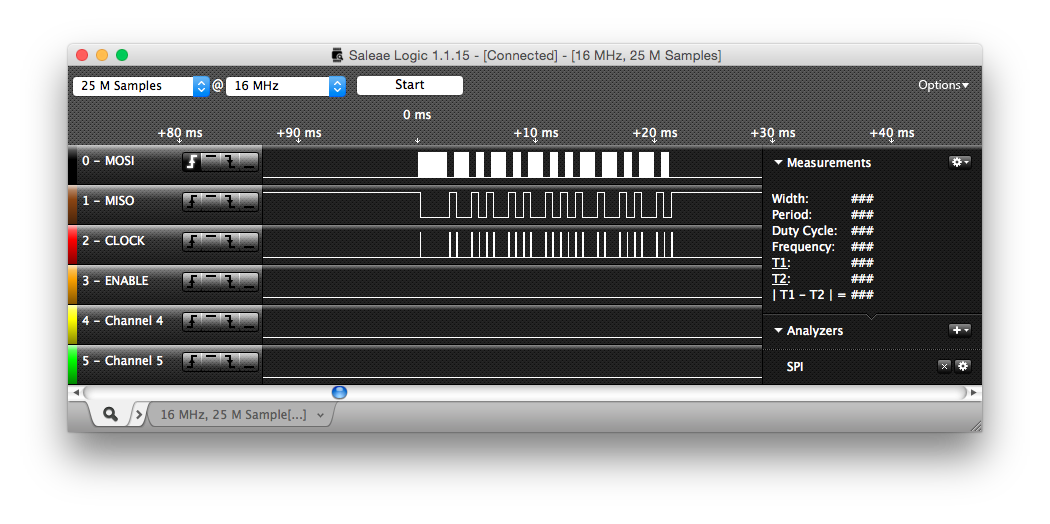 Saleae Logic 1.1.15 - [Connected] - [16 MHz, 25 M Samples]
25 M Samples @ 16 MHz Start Options
0 ms
+80 ms +90 ms +10 ms +20 ms +30 ms +40 ms
0 - MOSI
Measurements
1 - MISO
Width: ###
Period: ###
Duty Cycle: ###
2 - CLOCK
Frequency: ###
T1: ###
3 - ENABLE
T2: ###
| T1 - T2 | = ###
4 - Channel 4
Analyzers
5 - Channel 5
SPI
16 MHz, 25 M Sample[...]